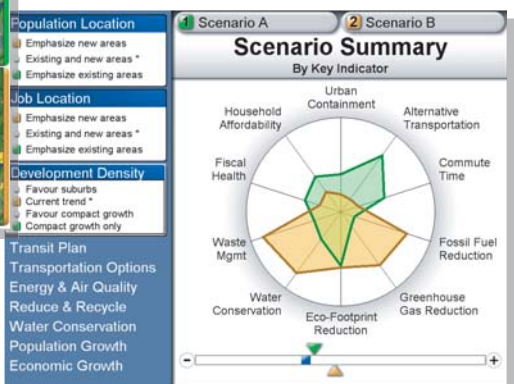 Population Location
Emphasize new areas
Existing and new areas *
Emphasize existing areas
Job Location
Emphasize new areas
Existing and new areas *
Emphasize existing areas
Development Density
Favour suburbs
Current trend *
Favour compact growth
Compact growth only
Transit Plan
Transportation Options
Energy & Air Quality
Reduce & Recycle
Water Conservation
Population Growth
Economic Growth
1 Scenario A
2 Scenario B
Scenario Summary
By Key Indicator
Urban
Containment
Alternative
Transportation
Commute
Time
Fossil Fuel
Reduction
Greenhouse
Gas Reduction
Eco-Footprint
Reduction
Water
Conservation
Waste
Mgmt
Fiscal
Health
Household
Affordability
- +